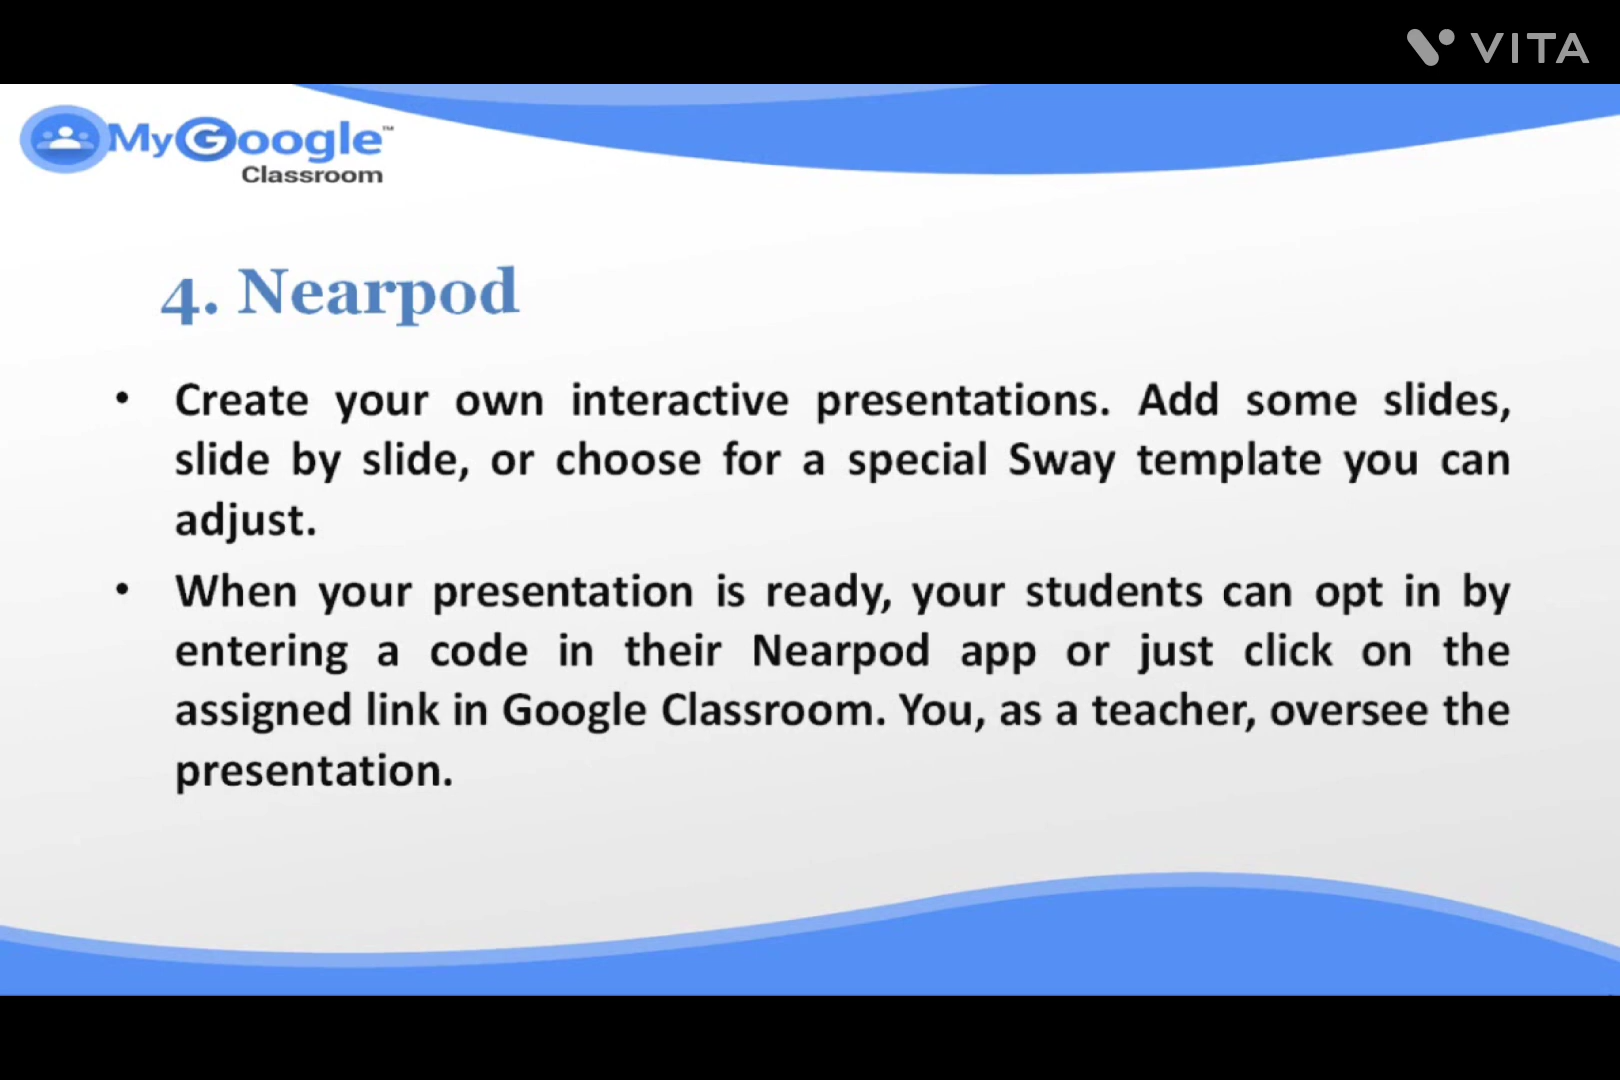 VITA
MyGoogle™
Classroom
4. Nearpod
• Create your own interactive presentations. Add some slides,
slide by slide, or choose for a special Sway template you can
adjust.
• When your presentation is ready, your students can opt in by
entering a code in their Nearpod app or just click on the
assigned link in Google Classroom. You, as a teacher, oversee the
presentation.